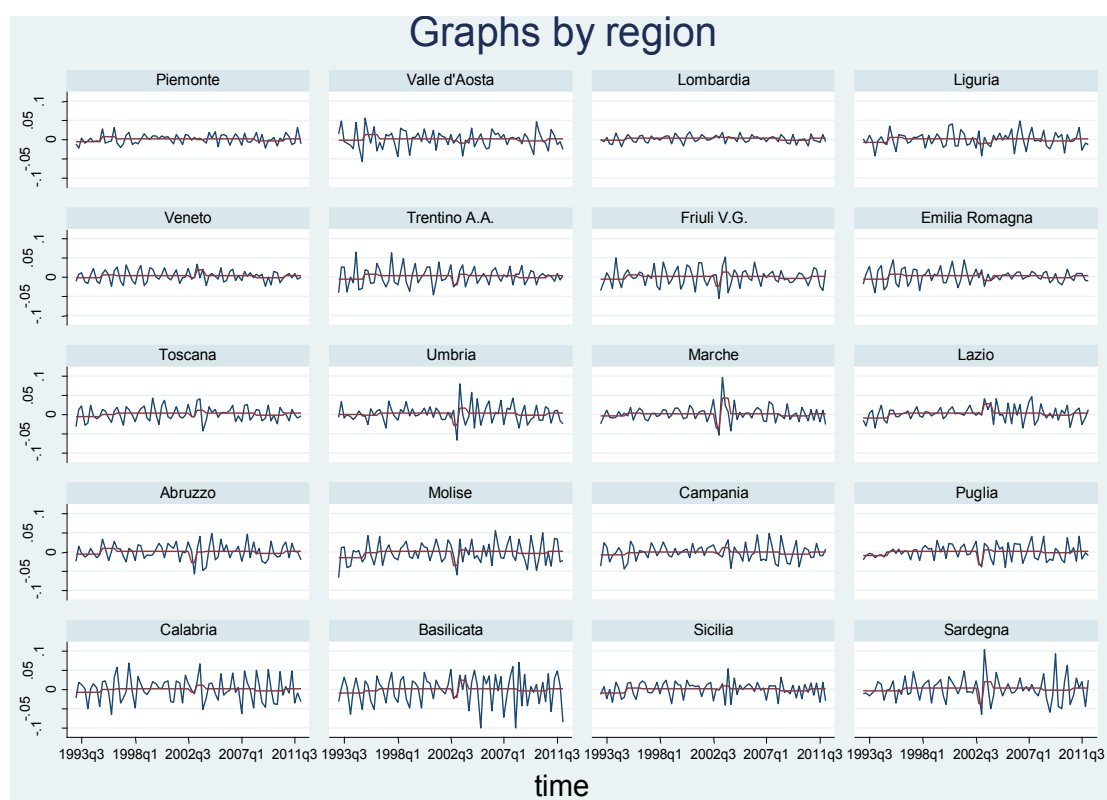 Graphs by region
Piemonte Valle d'Aosta Lombardia Liguria
-.1 -.05 0 .05 .1
Veneto Trentino A.A. Friuli V.G. Emilia Romagna
-.1 -.05 0 .05 .1
Toscana Umbria Marche Lazio
-.1 -.05 0 .05 .1
Abruzzo Molise Campania Puglia
-.1 -.05 0 .05 .1
Calabria Basilicata Sicilia Sardegna
-.1 -.05 0 .05 .1
1993q3 1998q1 2002q3 2007q1 2011q3 1993q3 1998q1 2002q3 2007q1 2011q3 1993q3 1998q1 2002q3 2007q1 2011q3 1993q3 1998q1 2002q3 2007q1 2011q3
time